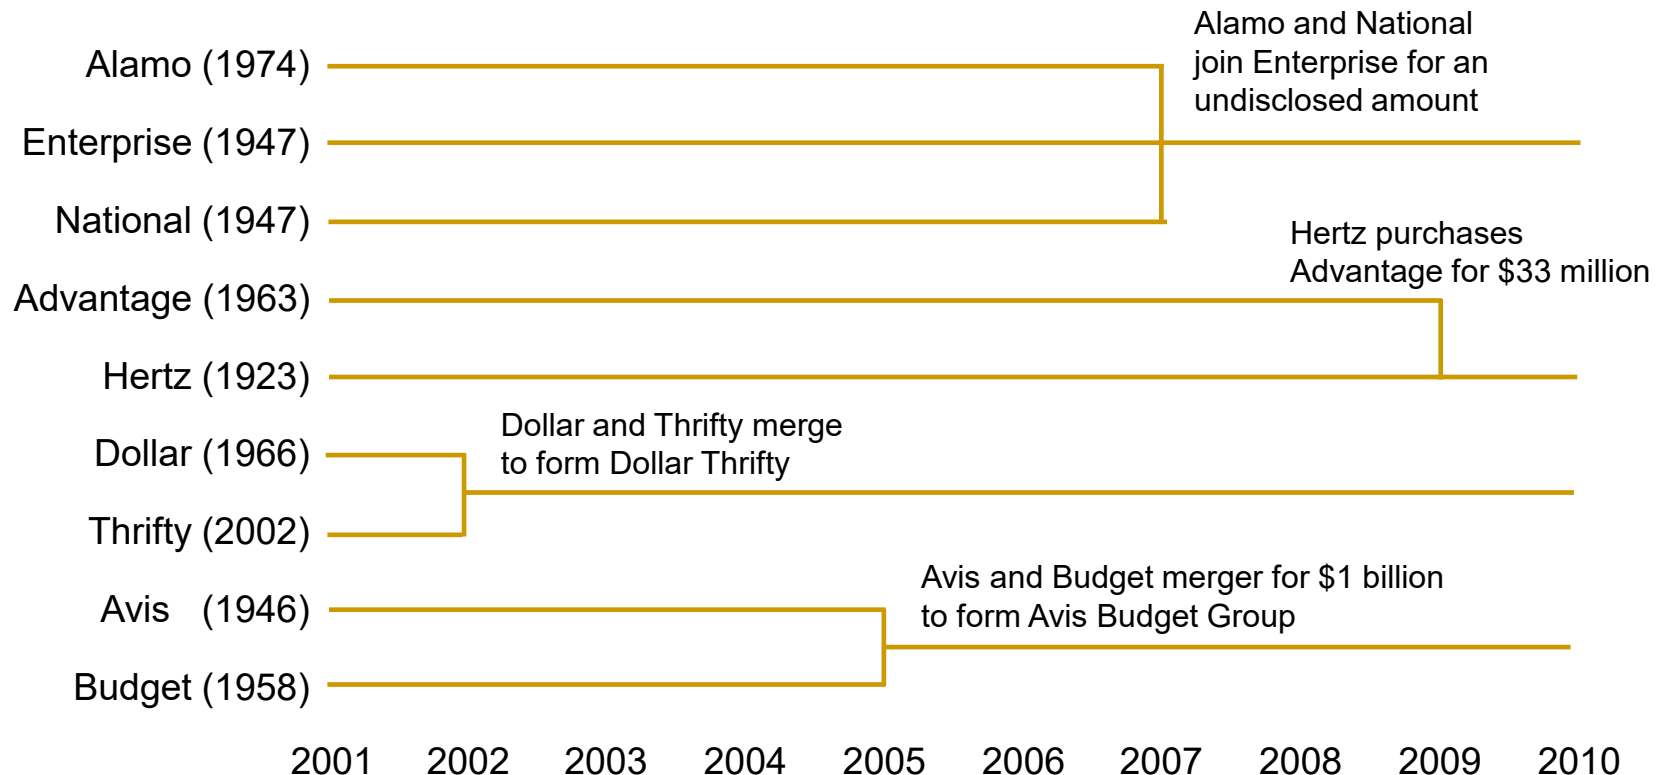 Alamo and National
join Enterprise for an
undisclosed amount
Alamo (1974)
Enterprise (1947)
National (1947)
Hertz purchases
Advantage for $33 million
Advantage (1963)
Hertz (1923)
Dollar and Thrifty merge
to form Dollar Thrifty
Dollar (1966)
Thrifty (2002)
Avis and Budget merger for $1 billion
to form Avis Budget Group
Avis (1946)
Budget (1958)
2001 2002 2003 2004 2005 2006 2007 2008 2009 2010